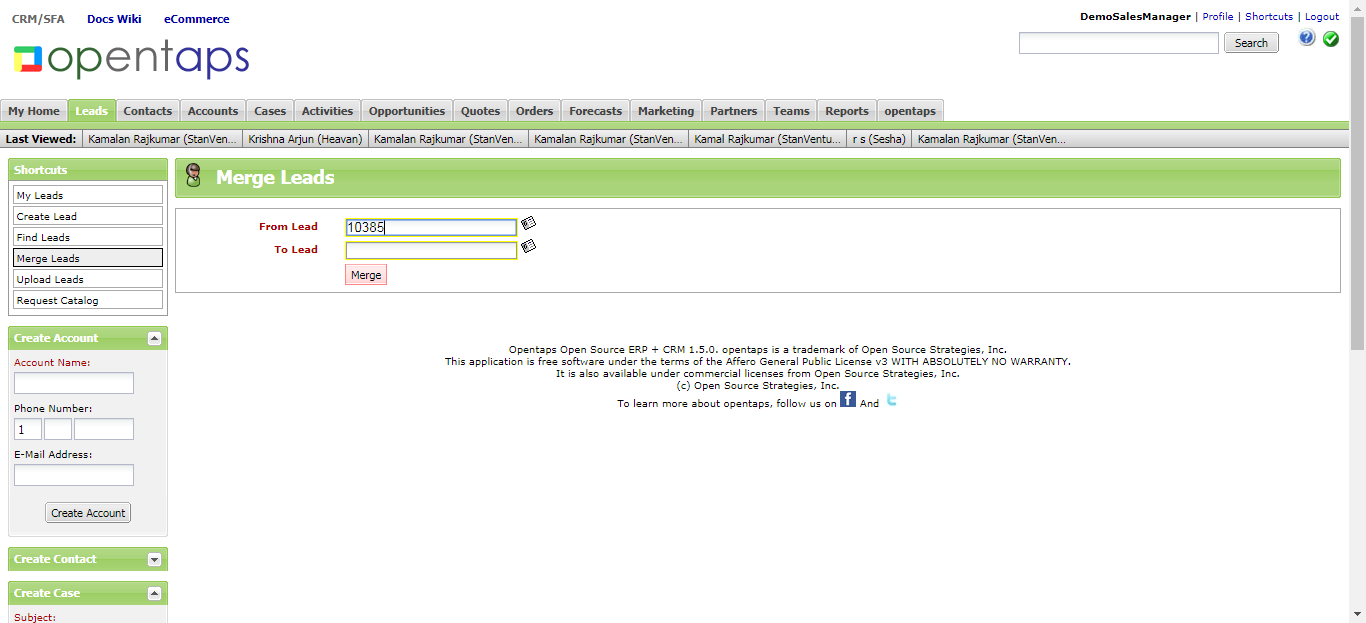 CRM/SFA Docs Wiki eCommerce
DemoSalesManager | Profile | Shortcuts | Logout
opentaps
Search
?
My Home Leads Contacts Accounts Cases Activities Opportunities Quotes Orders Forecasts Marketing Partners Teams Reports opentaps
Last Viewed: Kamalan Rajkumar (StanVen... Krishna Arjun (Heavan) Kamalan Rajkumar (StanVen... Kamalan Rajkumar (StanVen... Kamal Rajkumar (StanVentu... r s (Sesha) Kamalan Rajkumar (StanVen...
Shortcuts
My Leads
Create Lead
Find Leads
Merge Leads
Upload Leads
Request Catalog
Create Account
Account Name:
Phone Number:
1
E-Mail Address:
Create Account
Create Contact
Create Case
Subject:
Merge Leads
From Lead 10385
To Lead
Merge
Opentaps Open Source ERP + CRM 1.5.0. opentaps is a trademark of Open Source Strategies, Inc.
This application is free software under the terms of the Affero General Public License v3 WITH ABSOLUTELY NO WARRANTY.
It is also available under commercial licenses from Open Source Strategies, Inc.
(c) Open Source Strategies, Inc.
To learn more about opentaps, follow us on f And t